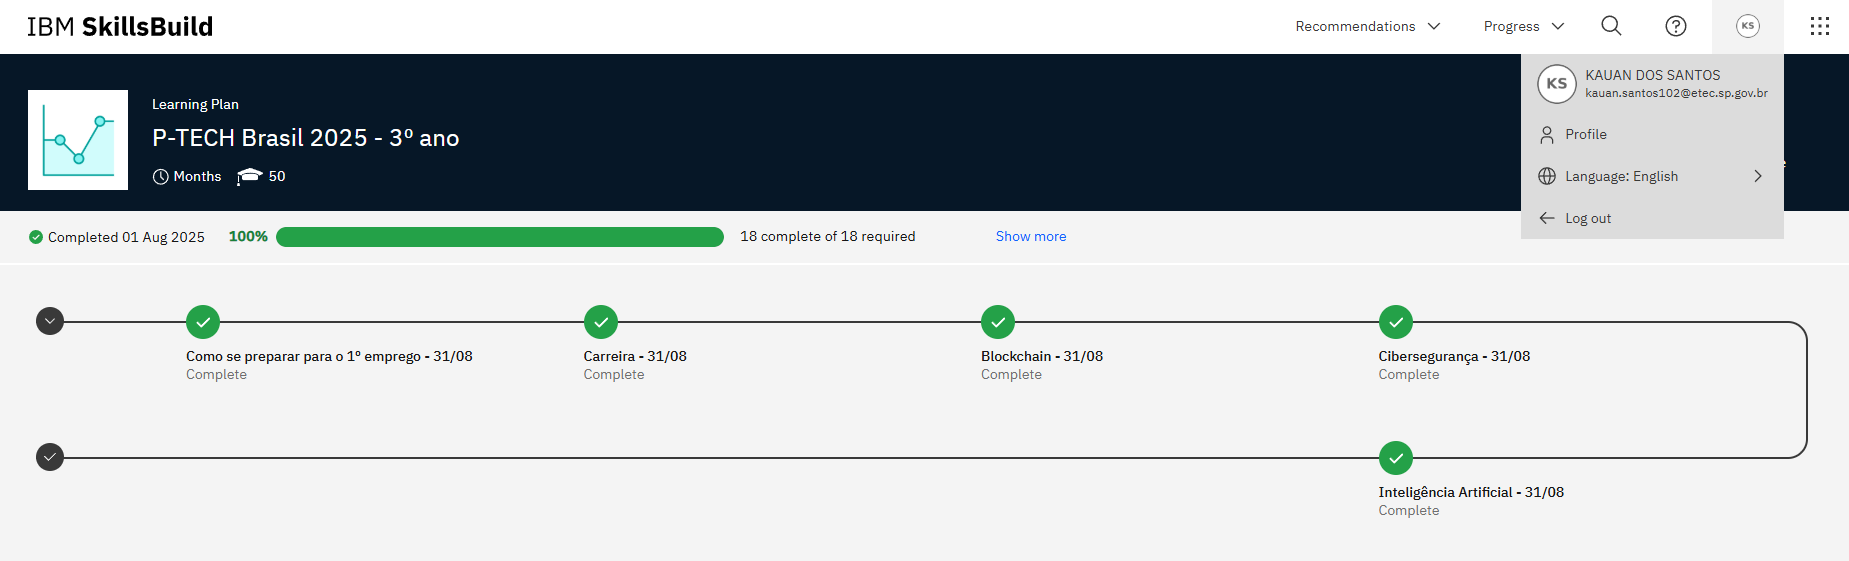 IBM SkillsBuild
Recommendations
Progress
KS
KS
KAUAN DOS SANTOS
kauan.santos102@etec.sp.gov.br
Profile
Language: English
Log out
Learning Plan
P-TECH Brasil 2025 - 3º ano
Months
50
Completed 01 Aug 2025
100%
18 complete of 18 required
Show more
Como se preparar para o 1º emprego - 31/08
Complete
Carreira - 31/08
Complete
Blockchain - 31/08
Complete
Cibersegurança - 31/08
Complete
Inteligência Artificial - 31/08
Complete